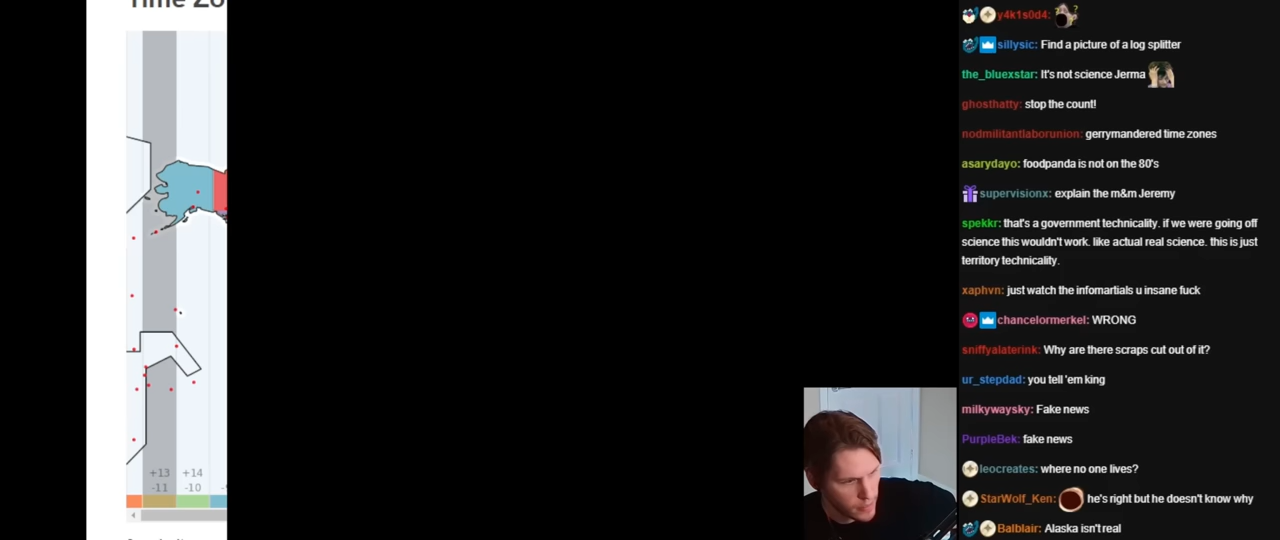 Time Zo
+13
+14
-11
-10
y4k1s0d4:
sillysic: Find a picture of a log splitter
the_bluexstar: It's not science Jerma
ghosthatty: stop the count!
nodmilitantlaborunion: gerrymandered time zones
asarydayo: foodpanda is not on the 80's
supervisionx: explain the m&m Jeremy
spekkr: that's a government technicality. if we were going off
science this wouldn't work. like actual real science. this is just
territory technicality.
xaphvn: just watch the infomartials u insane fuck
chancelormerkel: WRONG
sniffyalaterink: Why are there scraps cut out of it?
ur_stepdad: you tell 'em king
milkywaysky: Fake news
PurpleBek: fake news
leocreates: where no one lives?
StarWolf_Ken: he's right but he doesn't know why
Balblair: Alaska isn't real